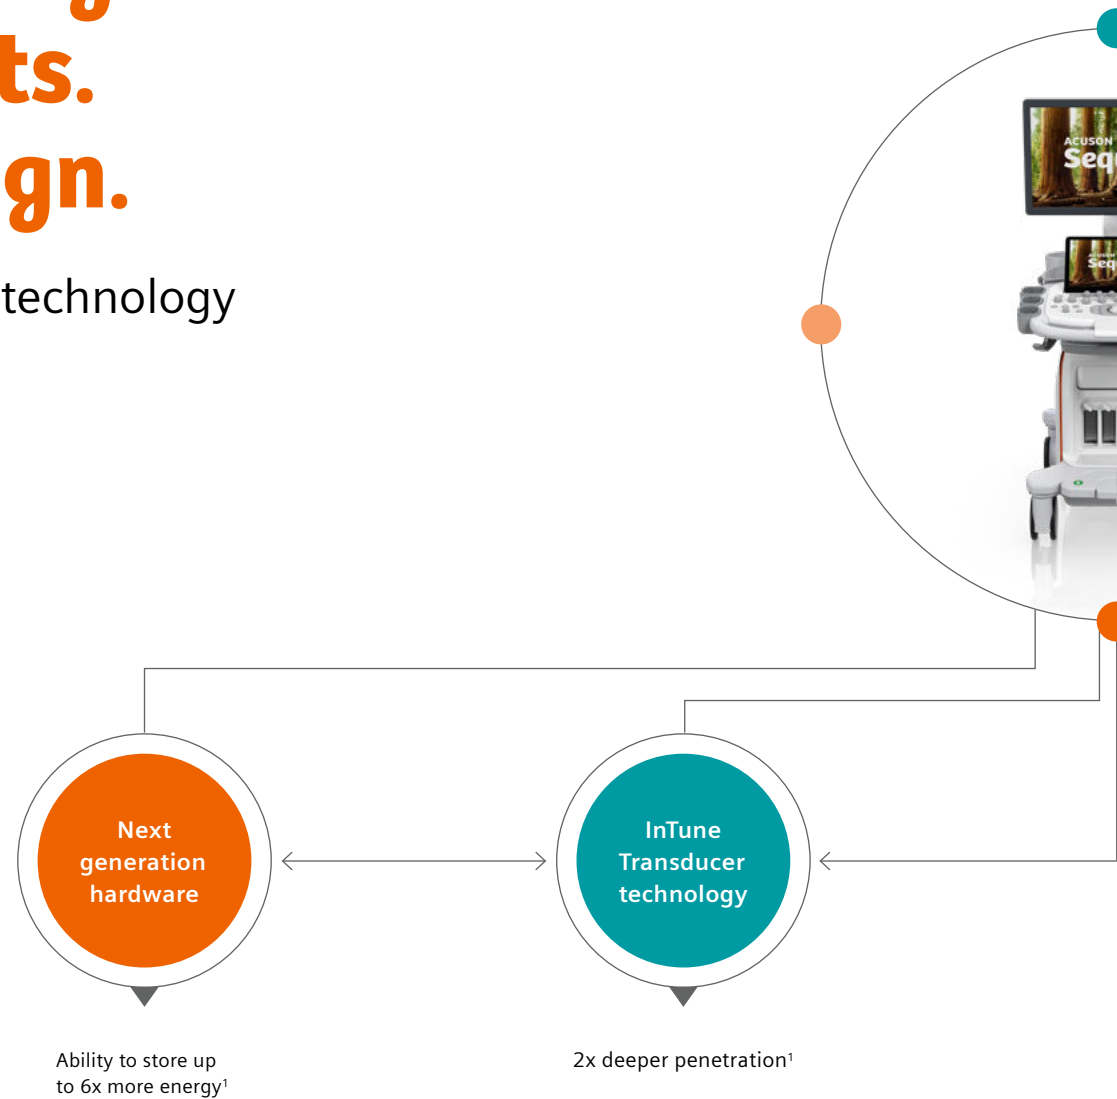 ts.
gn.
technology
ACUSON
Next
generation
hardware
InTune
Transducer
technology
Ability to store up
to 6x more energy¹
2x deeper penetration¹